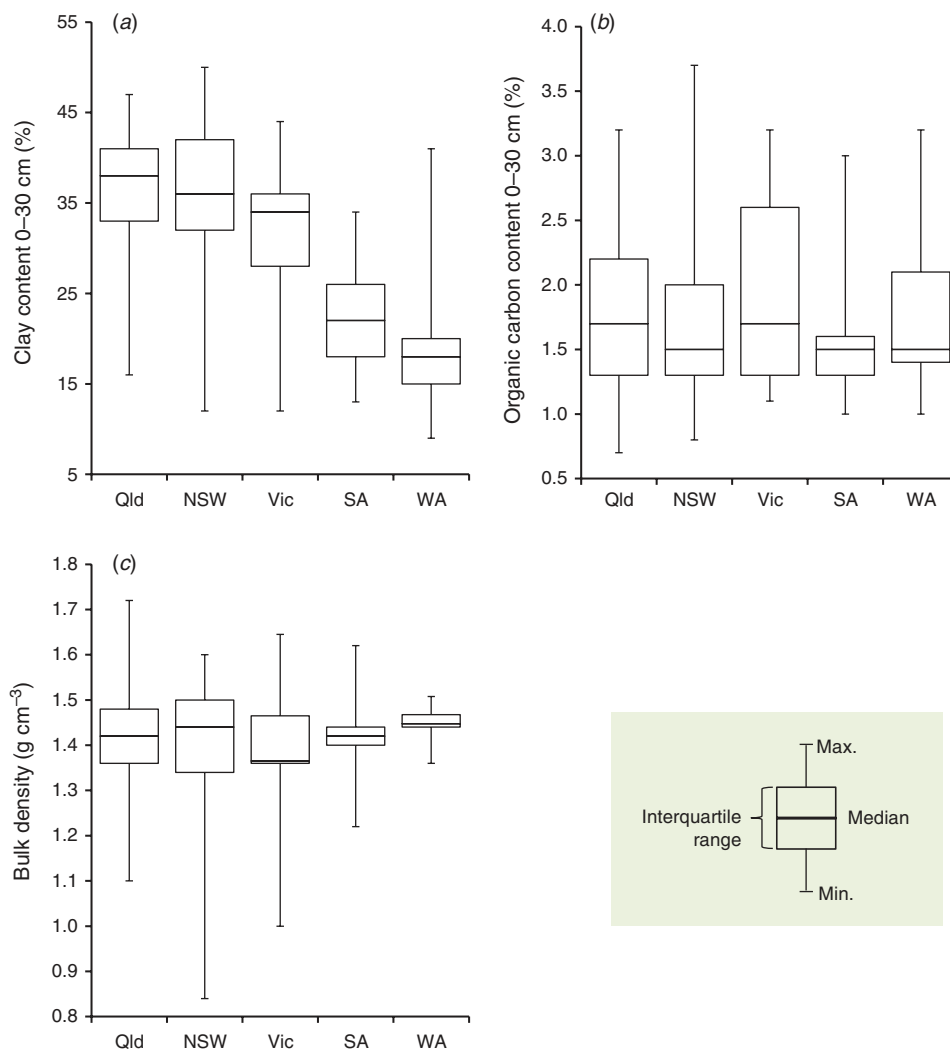 (a)
Clay content 0–30 cm (%)
55
45
35
25
15
5
Qld NSW Vic SA WA
(b)
Organic carbon content 0–30 cm (%)
4.0
3.5
3.0
2.5
2.0
1.5
1.0
0.5
Qld NSW Vic SA WA
(c)
Bulk density (g cm⁻³)
1.8
1.7
1.6
1.5
1.4
1.3
1.2
1.1
1.0
0.9
0.8
Qld NSW Vic SA WA
Max.
Interquartile
range
Median
Min.